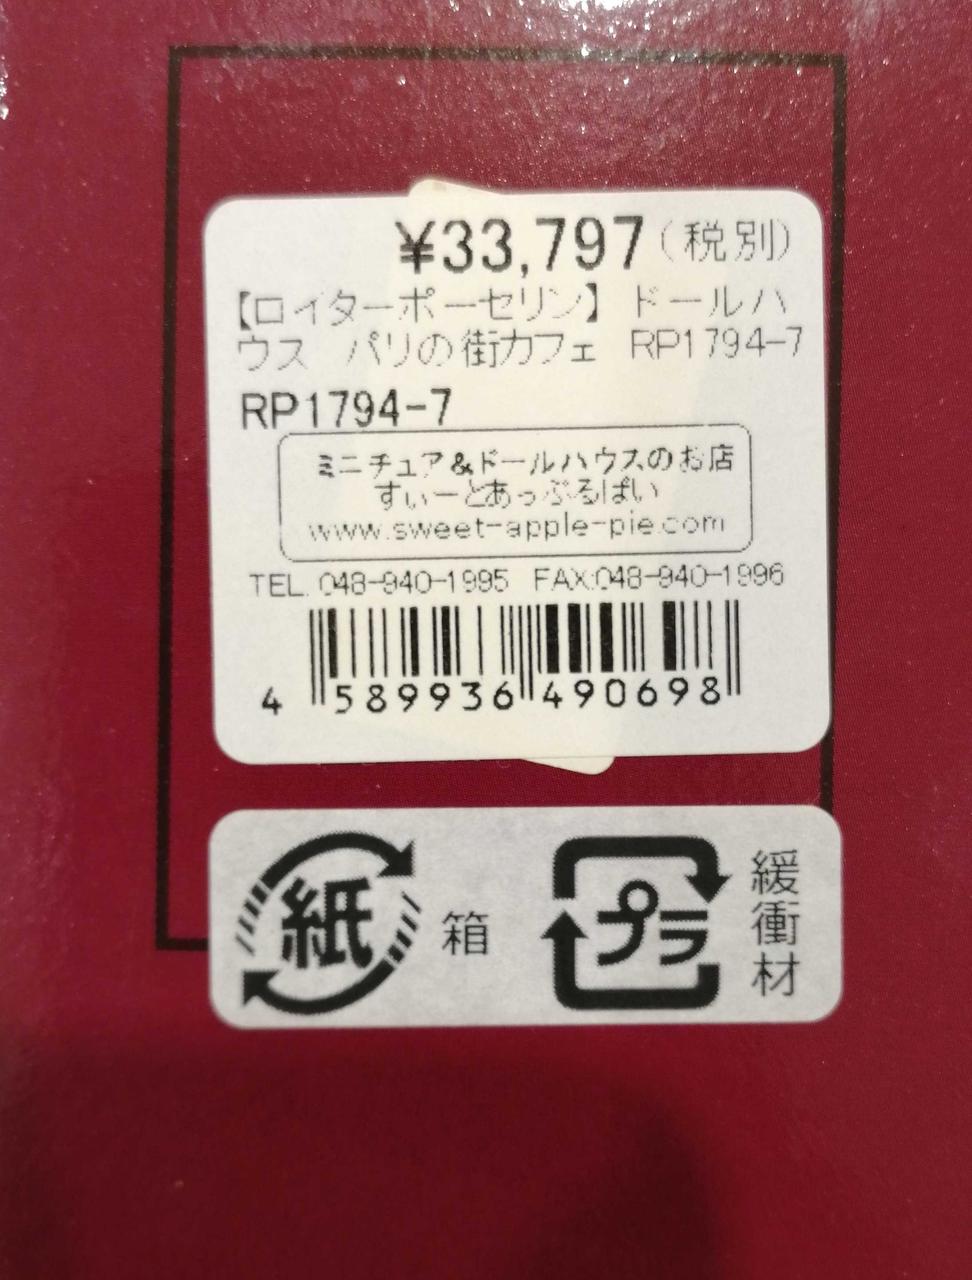 ¥33,797（税別）
【ロイターポーセリン】 ドールハ
ウス パリの街カフェ RP1794-7
RP1794-7
ミニチュア&ドールハウスのお店
すぃーとあっぷるぱい
www.sweet-apple-pie.com
TEL. 048-940-1995 FAX:048-940-1996
4 589936 490698
紙 箱
プラ 緩衝材